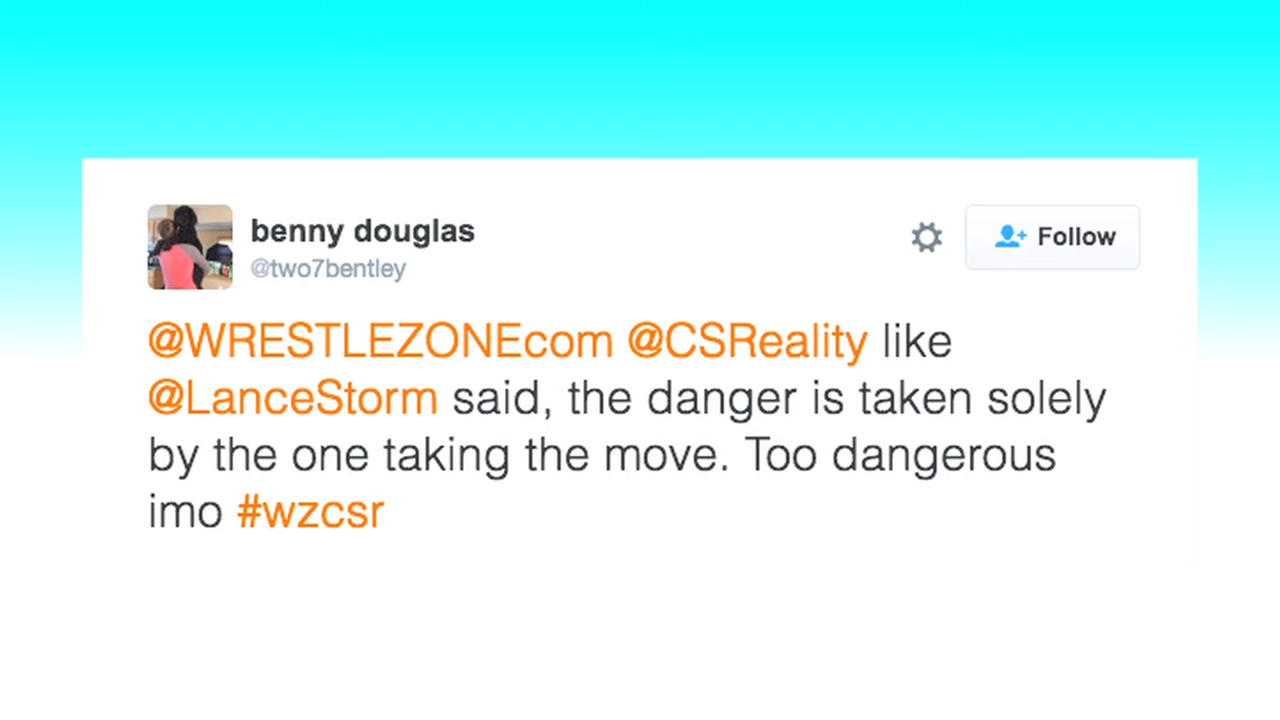 benny douglas
@two7bentley
Follow
@WRESTLEZONEcom @CSReality like
@LanceStorm said, the danger is taken solely
by the one taking the move. Too dangerous
imo #wzcsr